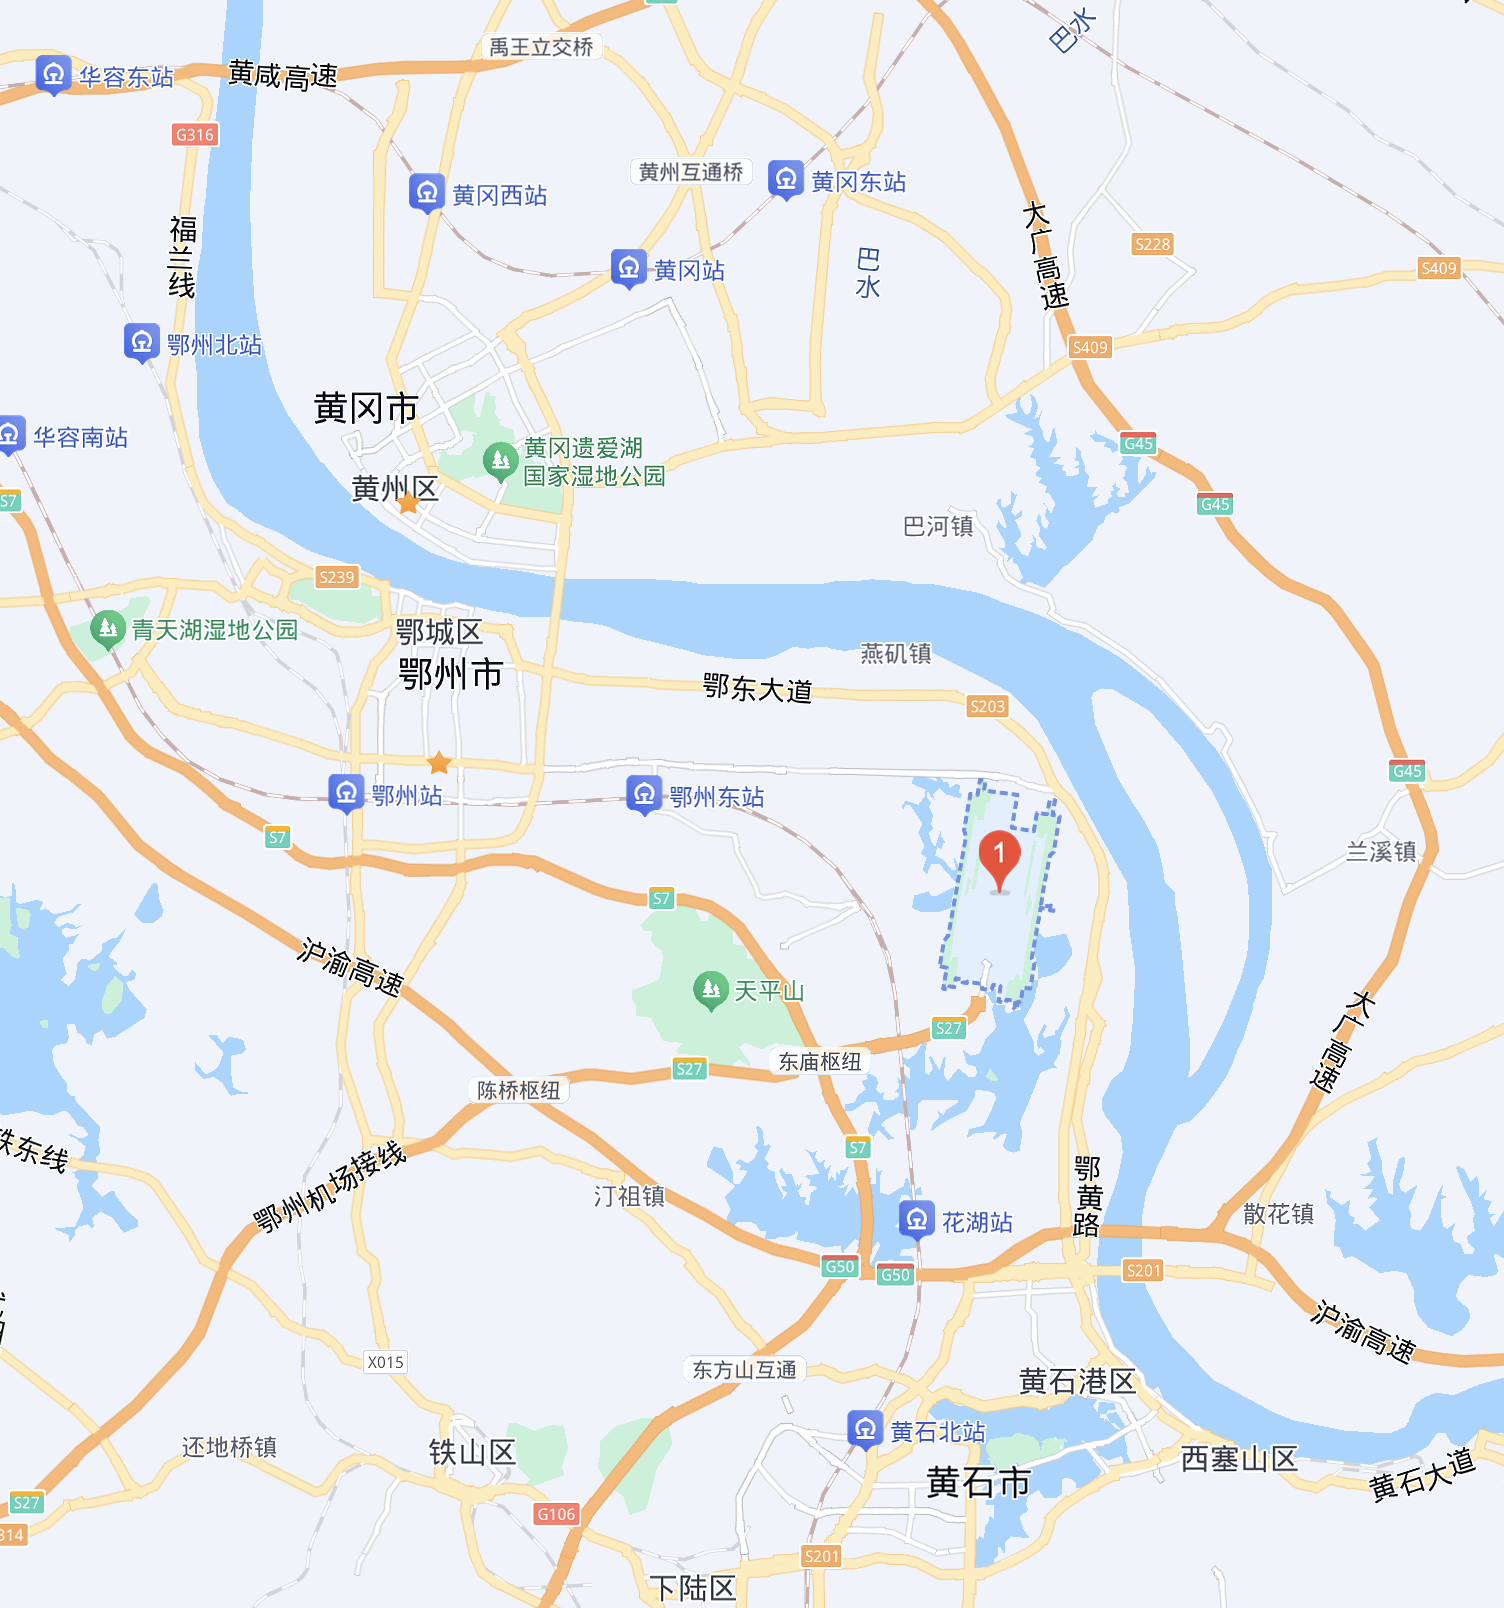 禹王立交桥
巴水
华容东站
黄咸高速
G316
黄州互通桥
黄冈东站
黄冈西站
大广高速
S228
福兰线
巴水
S409
黄冈站
鄂州北站
S409
黄冈市
华容南站
G45
黄冈遗爱湖
国家湿地公园
黄州区
S7
G45
巴河镇
S239
青天湖湿地公园
鄂城区
燕矶镇
鄂州市
鄂东大道
S203
G45
鄂州站
鄂州东站
S7
1
兰溪镇
S7
沪渝高速
天平山
大广高速
S27
东庙枢纽
S27
陈桥枢纽
铁东线
S7
鄂州机场接线
鄂黄路
汀祖镇
散花镇
花湖站
G50
G50
S201
沪渝高速
X015
东方山互通
黄石港区
黄石北站
还地桥镇
铁山区
西塞山区
黄石市
黄石大道
S27
G106
314
S201
下陆区